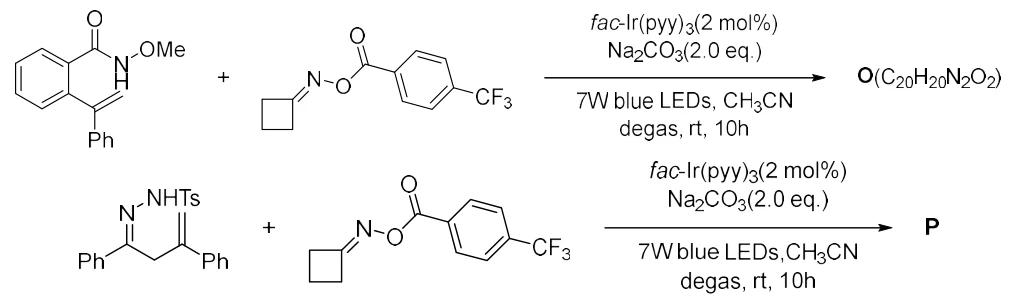 O
N
H
OMe
Ph
+
O
N
O
CF₃
fac-Ir(pyy)₃(2 mol%)
Na₂CO₃(2.0 eq.)
7W blue LEDs, CH₃CN
degas, rt, 10h
O(C₂₀H₂₀N₂O₂)
N
NHTs
Ph
Ph
+
O
N
O
CF₃
fac-Ir(pyy)₃(2 mol%)
Na₂CO₃(2.0 eq.)
7W blue LEDs,CH₃CN
degas, rt, 10h
P